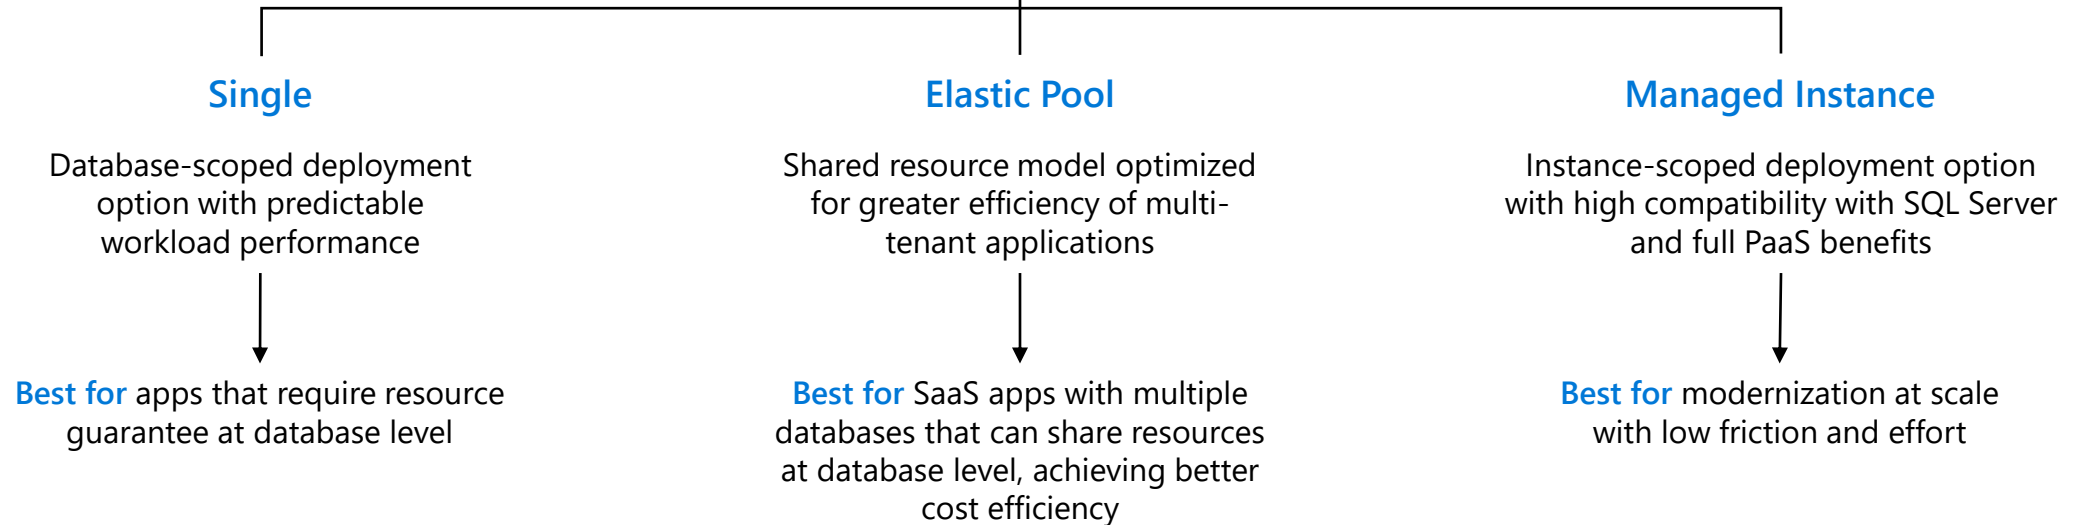 Single
Database-scoped deployment
option with predictable
workload performance
Best for apps that require resource
guarantee at database level
Elastic Pool
Shared resource model optimized
for greater efficiency of multi-
tenant applications
Best for SaaS apps with multiple
databases that can share resources
at database level, achieving better
cost efficiency
Managed Instance
Instance-scoped deployment option
with high compatibility with SQL Server
and full PaaS benefits
Best for modernization at scale
with low friction and effort